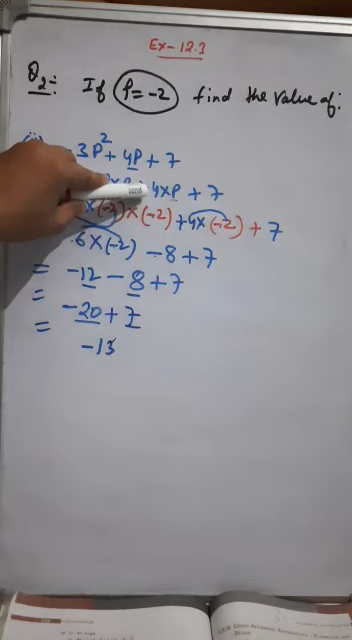 Ex-12.3
Q2: If P = -2 find the value of:
-3P² + 4P + 7
4×P + 7
×(-2)×(-2) + 4×(-2) + 7
6×(-2) - 8 + 7
= -12 - 8 + 7
= -20 + 7
= -13